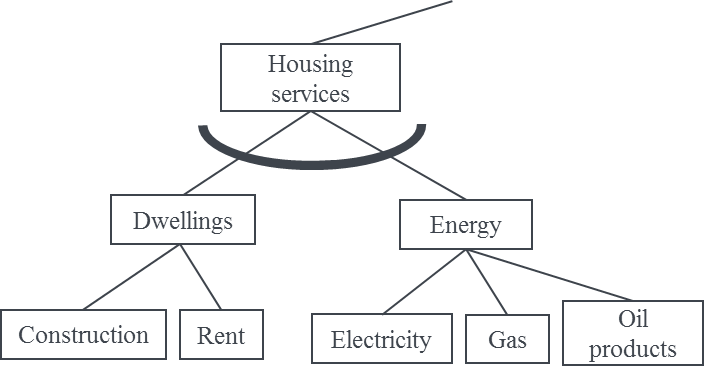 Housing
services
Dwellings
Energy
Construction
Rent
Electricity
Gas
Oil
products